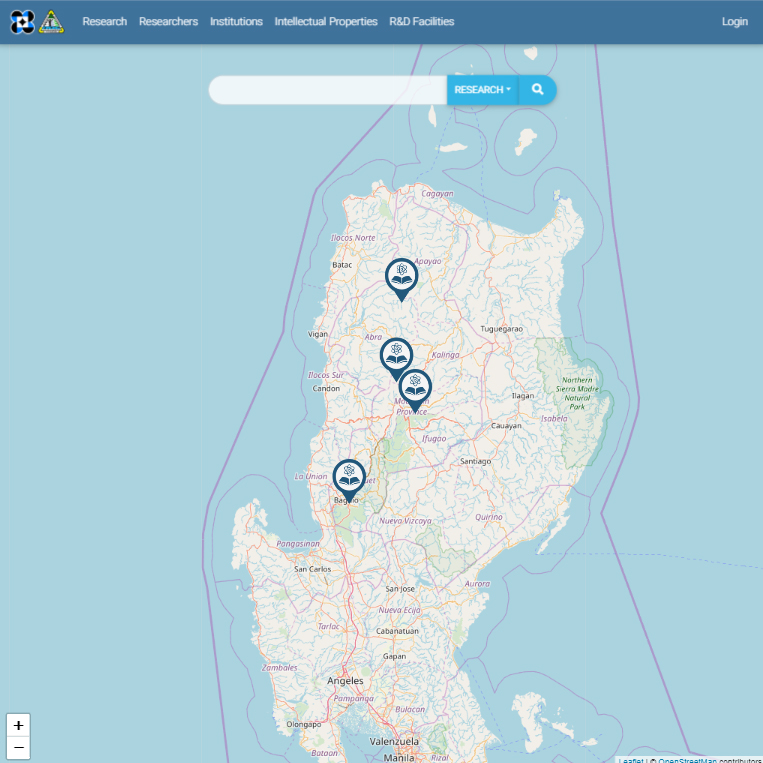 Research Researchers Institutions Intellectual Properties R&D Facilities Login
RESEARCH
Cagayan
Ilocos Norte
Batac
Apayao
Tuguegarao
Vigan
Abra
Kalinga
Ilocos Sur
Candon
Northern
Sierra Madre
Natural
Park
Ilagan
Province
Isabela
Cauayan
Ifugao
Santiago
La Union
Baguio
Nueva Vizcaya
Quirino
Pangasinan
San Carlos
Aurora
San Jose
Nueva Ecija
Tarlac
Cabanatuan
Gapan
Zambales
Angeles
Pampanga
Bulacan
Olongapo
+
−
Valenzuela
Bataan
Manila
Rizal
Leaflet | © OpenStreetMap contributors